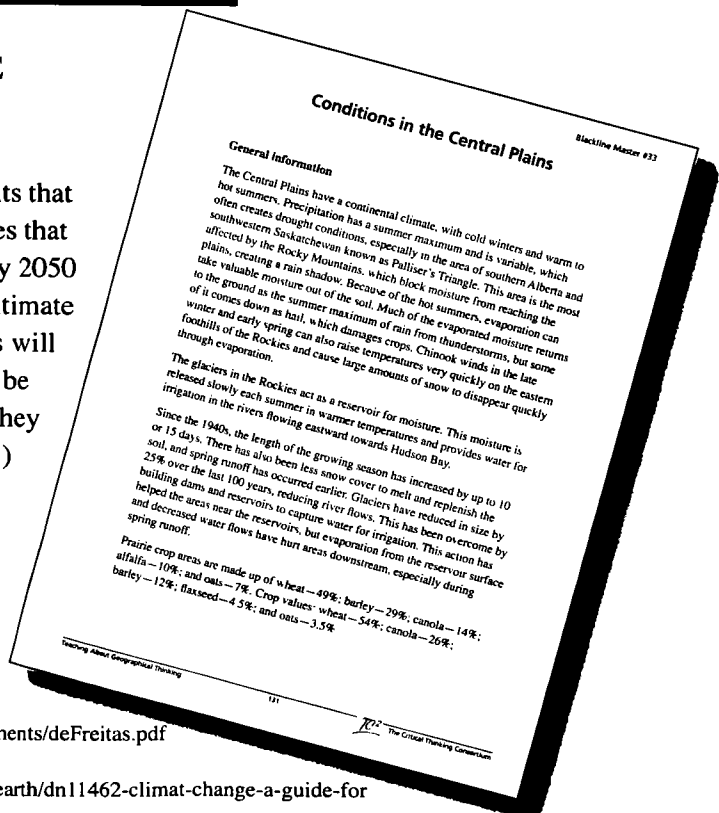 E
nts that
es that
y 2050
timate
s will
be
they
)
Blackline Master #33
Conditions in the Central Plains
General Information
The Central Plains have a continental climate, with cold winters and warm to
hot summers. Precipitation has a summer maximum and is variable, which
often creates drought conditions, especially in the area of southern Alberta and
southwestern Saskatchewan known as Palliser's Triangle. This area is the most
affected by the Rocky Mountains, which block moisture from reaching the
plains, creating a rain shadow. Because of the hot summers, evaporation can
take valuable moisture out of the soil. Much of the evaporated moisture returns
to the ground as the summer maximum of rain from thunderstorms, but some
of it comes down as hail, which damages crops. Chinook winds in the late
winter and early spring can also raise temperatures very quickly on the eastern
foothills of the Rockies and cause large amounts of snow to disappear quickly
through evaporation.
The glaciers in the Rockies act as a reservoir for moisture. This moisture is
released slowly each summer in warmer temperatures and provides water for
irrigation in the rivers flowing eastward towards Hudson Bay.
Since the 1940s, the length of the growing season has increased by up to 10
or 15 days. There has also been less snow cover to melt and replenish the
soil, and spring runoff has occurred earlier. Glaciers have reduced in size by
25% over the last 100 years, reducing river flows. This has been overcome by
building dams and reservoirs to capture water for irrigation. This action has
helped the areas near the reservoirs, but evaporation from the reservoir surface
and decreased water flows have hurt areas downstream, especially during
spring runoff.
Prairie crop areas are made up of wheat—49%; barley—29%; canola—14%;
alfalfa—10%; and oats—7%. Crop values: wheat—54%; canola—26%;
barley—12%; flaxseed—4.5%; and oats—3.5%
Teaching About Geographical Thinking
131
TC² The Critical Thinking Consortium
nents/deFreitas.pdf
earth/dn11462-climat-change-a-guide-for